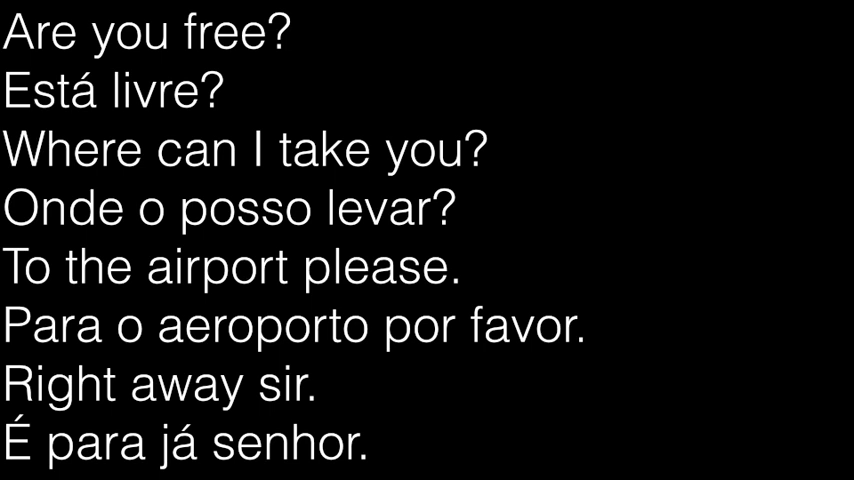 Are you free?
Está livre?
Where can I take you?
Onde o posso levar?
To the airport please.
Para o aeroporto por favor.
Right away sir.
É para já senhor.